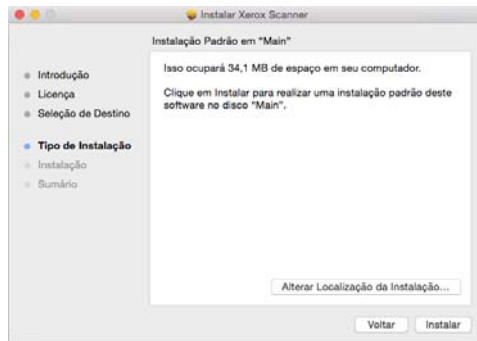 Instalar Xerox Scanner
Instalação Padrão em "Main"
Introdução
Licença
Seleção de Destino
Tipo de Instalação
Instalação
Sumário
Isso ocupará 34,1 MB de espaço em seu computador.
Clique em Instalar para realizar uma instalação padrão deste
software no disco "Main".
Alterar Localização da Instalação...
Voltar
Instalar